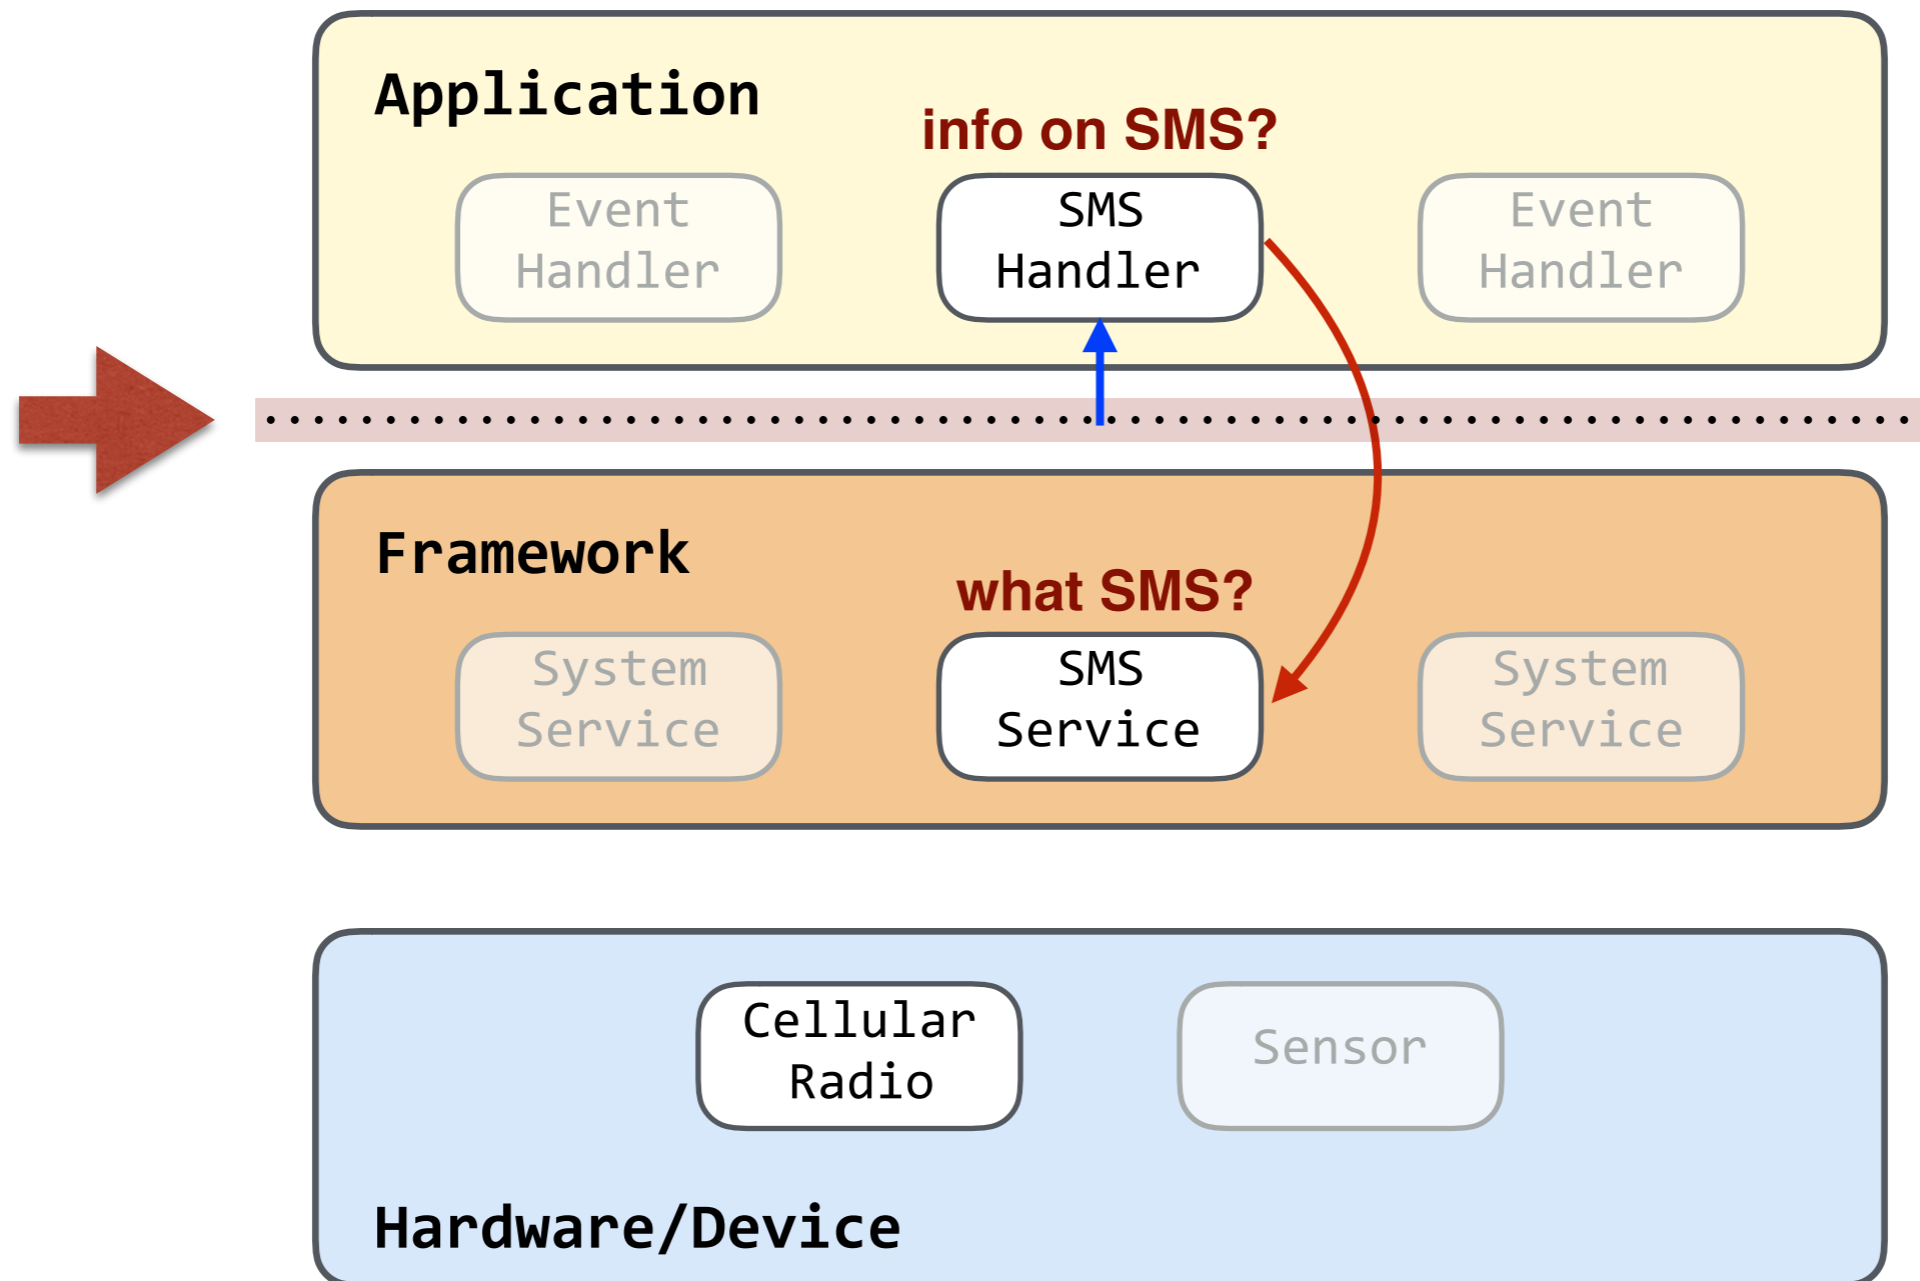 Application
info on SMS?
Event
Handler
SMS
Handler
Event
Handler
Framework
what SMS?
System
Service
SMS
Service
System
Service
Cellular
Radio
Sensor
Hardware/Device